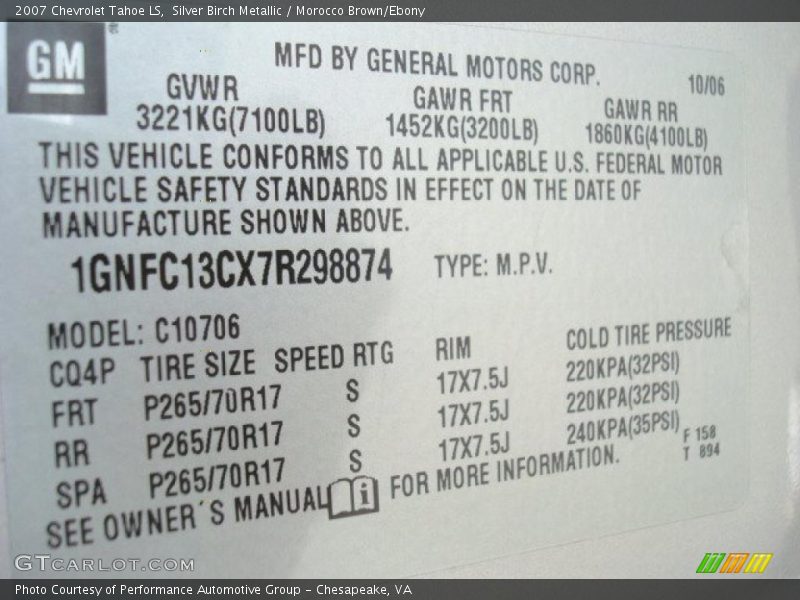 2007 Chevrolet Tahoe LS,  Silver Birch Metallic / Morocco Brown/Ebony
GM
MFD BY GENERAL MOTORS CORP.
10/06
GVWR
GAWR FRT
GAWR RR
3221KG(7100LB)
1452KG(3200LB)
1860KG(4100LB)
THIS VEHICLE CONFORMS TO ALL APPLICABLE U.S. FEDERAL MOTOR
VEHICLE SAFETY STANDARDS IN EFFECT ON THE DATE OF
MANUFACTURE SHOWN ABOVE.
1GNFC13CX7R298874 TYPE: M.P.V.
MODEL: C10706
CQ4P TIRE SIZE SPEED RTG RIM COLD TIRE PRESSURE
FRT P265/70R17 S 17X7.5J 220KPA(32PSI)
RR P265/70R17 S 17X7.5J 220KPA(32PSI)
SPA P265/70R17 S 17X7.5J 240KPA(35PSI)
F 158
T 894
SEE OWNER´S MANUAL i FOR MORE INFORMATION.
GTCARLOT.COM
Photo Courtesy of Performance Automotive Group – Chesapeake, VA